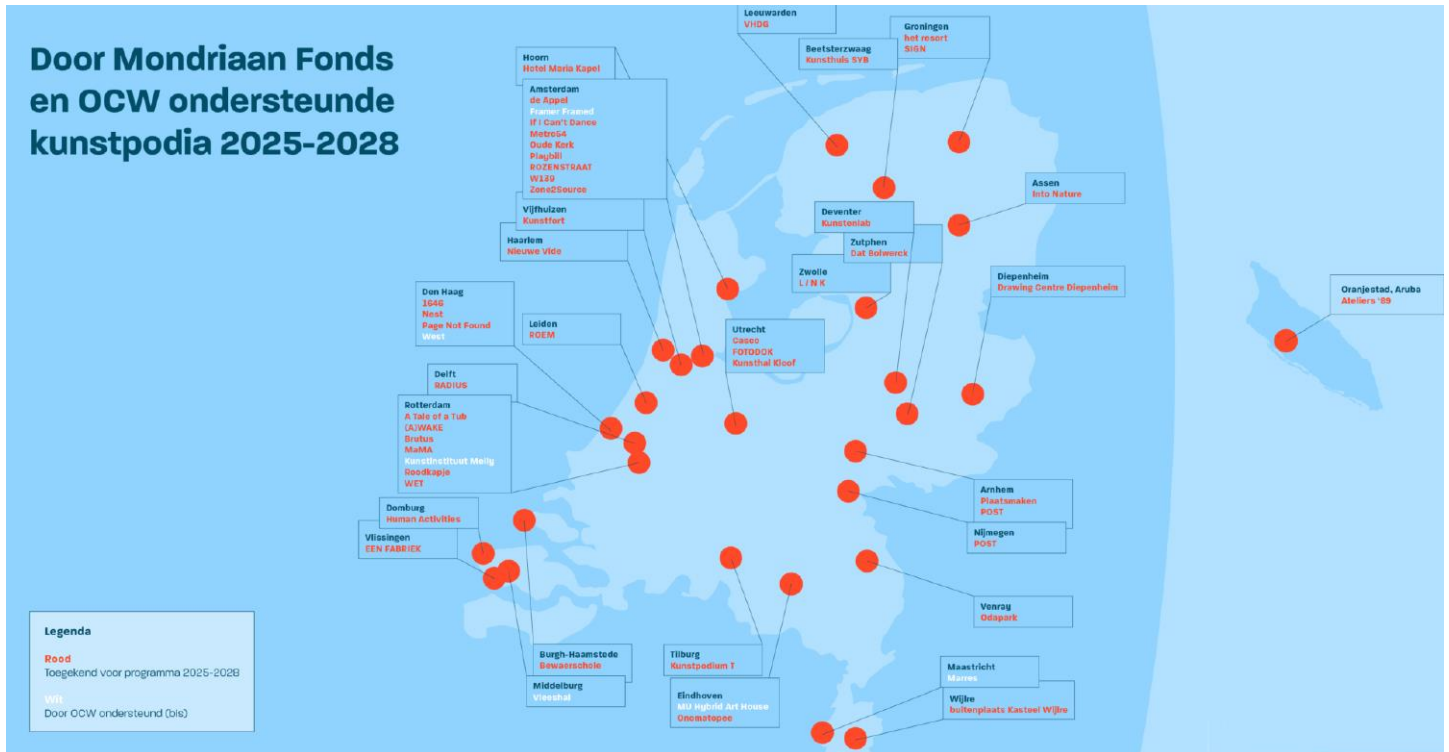 Door Mondriaan Fonds
en OCW ondersteunde
kunstpodia 2025-2028
Leeuwarden
VHDG
Groningen
het resort
SIGN
Beetsterzwaag
Kunsthuis SYB
Hoorn
Hotel Maria Kapel
Amsterdam
de Appel
Framer Framed
If I Can't Dance
Metro54
Oude Kerk
Playbill
ROZENSTRAAT
W139
Zone2Source
Vijfhuizen
Kunstfort
Haarlem
Nieuwe Vide
Assen
Into Nature
Deventer
Kunstenlab
Zutphen
Dat Bolwerck
Zwolle
L / N K
Diepenheim
Drawing Centre Diepenheim
Oranjestad, Aruba
Ateliers '89
Den Haag
1646
Nest
Page Not Found
West
Leiden
ROEM
Utrecht
Casco
FOTODOK
Kunsthal Kloof
Delft
RADIUS
Rotterdam
A Tale of a Tub
(A)WAKE
Brutus
MaMA
Kunstinstituut Melly
Roodkapje
WET
Domburg
Human Activities
Vlissingen
EEN FABRIEK
Arnhem
Plaatsmaken
POST
Nijmegen
POST
Venray
Odapark
Burgh-Haamstede
Bewaerschole
Middelburg
Vleeshal
Tilburg
Kunstpodium T
Eindhoven
MU Hybrid Art House
Onomatopee
Maastricht
Marres
Wijlre
buitenplaats Kasteel Wijlre
Legenda
Rood
Toegekend voor programma 2025-2028
Wit
Door OCW ondersteund (bis)